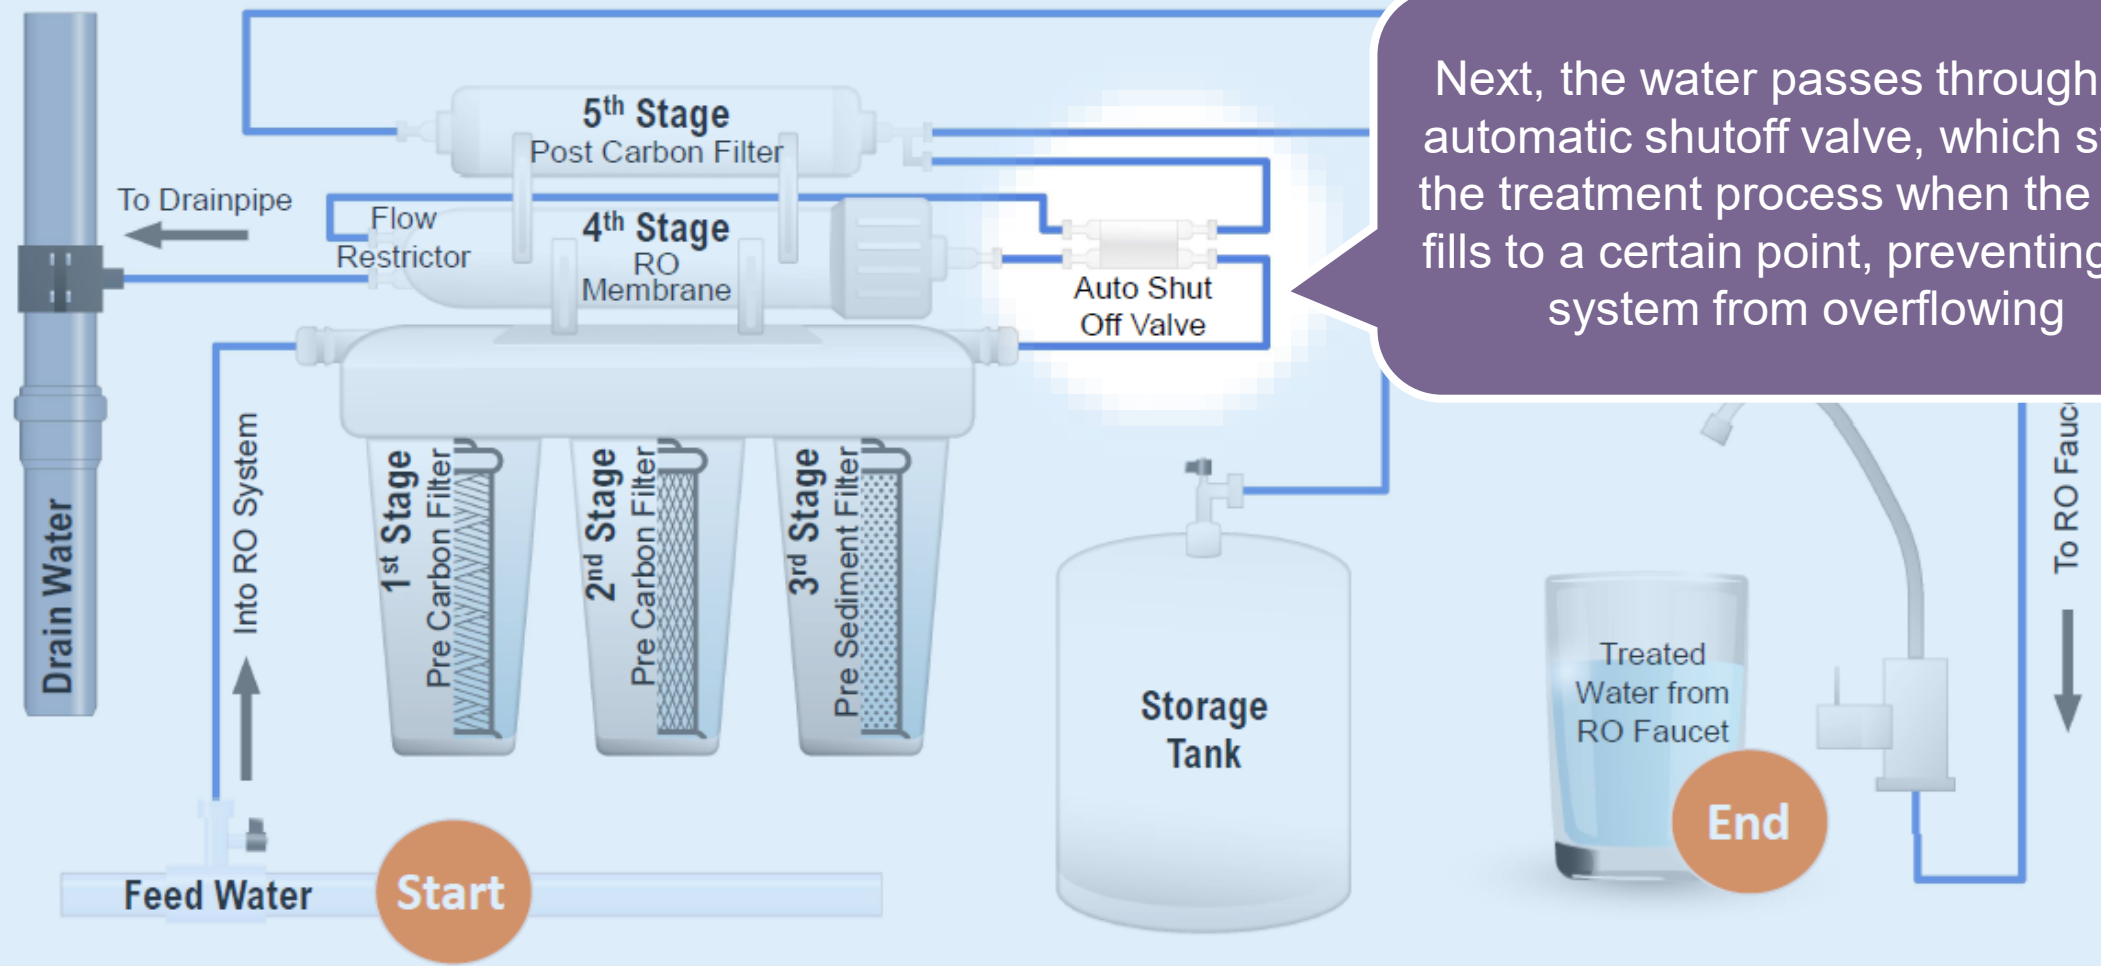 Next, the water passes through
automatic shutoff valve, which
the treatment process when the
fills to a certain point, preventing
system from overflowing
5th Stage
Post Carbon Filter
To Drainpipe
Flow
Restrictor
4th Stage
RO
Membrane
Auto Shut
Off Valve
Drain Water
Into RO System
1st Stage
Pre Carbon Filter
2nd Stage
Pre Carbon Filter
3rd Stage
Pre Sediment Filter
Storage
Tank
To RO
Treated
Water from
RO Faucet
End
Feed Water
Start